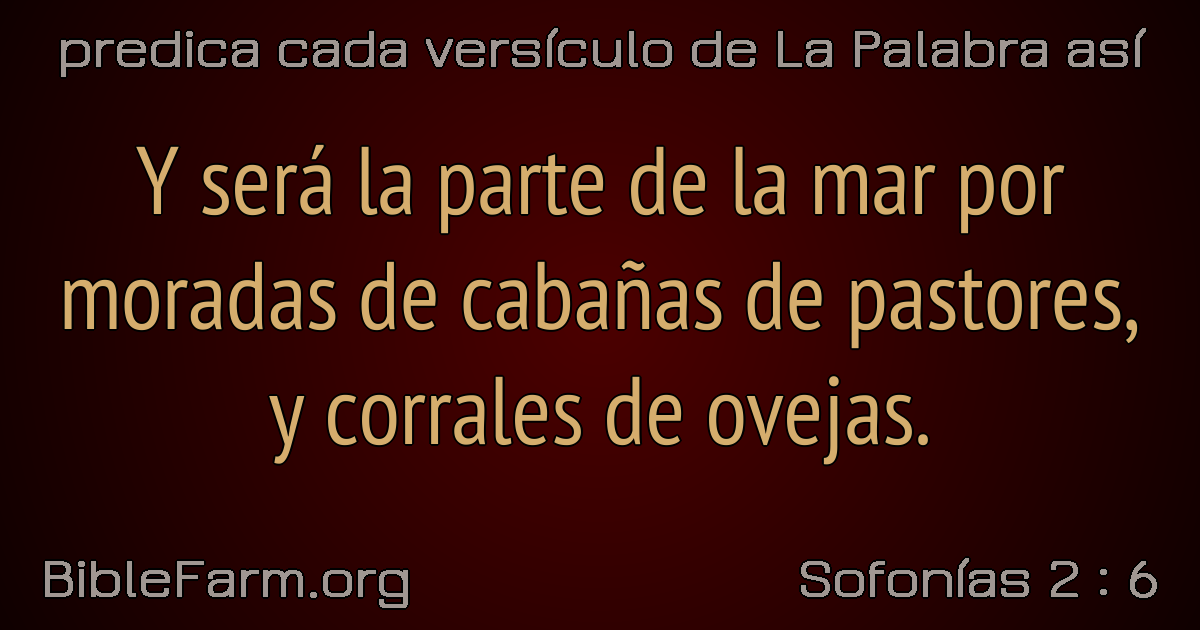 predica cada versículo de La Palabra así
Y será la parte de la mar por
moradas de cabañas de pastores,
y corrales de ovejas.
BibleFarm.org
Sofonías 2 : 6